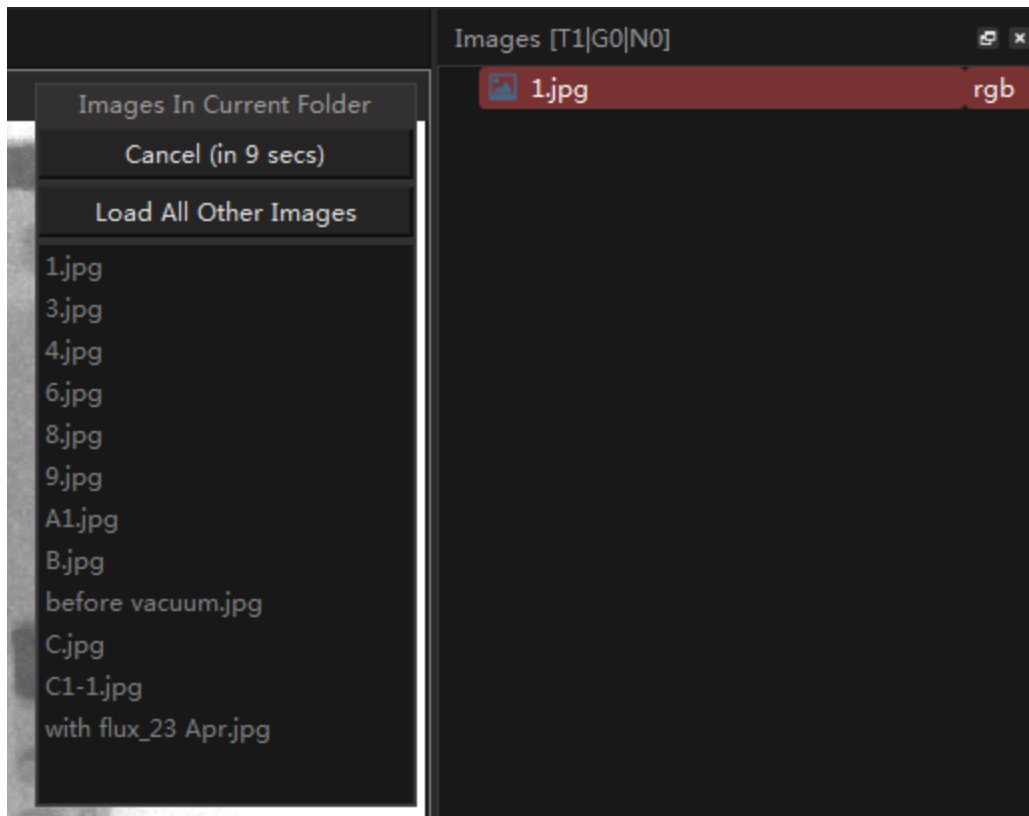 Images [T1|G0|N0]
1.jpg rgb
Images In Current Folder
Cancel (in 9 secs)
Load All Other Images
1.jpg
3.jpg
4.jpg
6.jpg
8.jpg
9.jpg
A1.jpg
B.jpg
before vacuum.jpg
C.jpg
C1-1.jpg
with flux_23 Apr.jpg